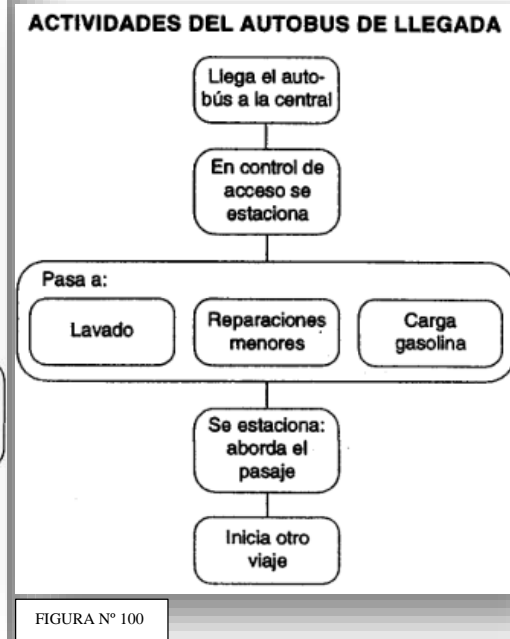 ACTIVIDADES DEL AUTOBUS DE LLEGADA
Llega el auto-
bús a la central
En control de
acceso se
estaciona
Pasa a:
Lavado
Reparaciones
menores
Carga
gasolina
Se estaciona:
aborda el
pasaje
Inicia otro
viaje
FIGURA Nº 100